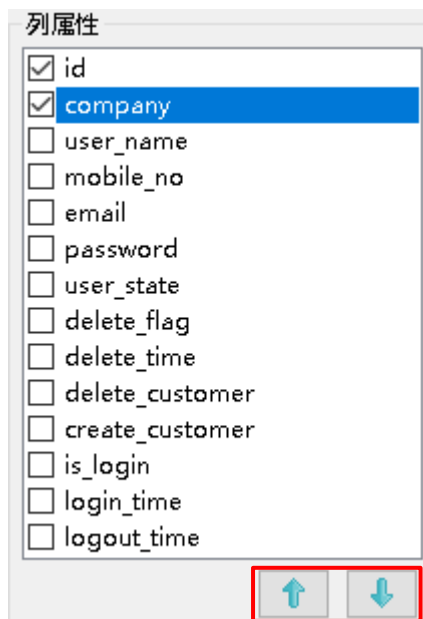 列属性
id
company
user_name
mobile_no
email
password
user_state
delete_flag
delete_time
delete_customer
create_customer
is_login
login_time
logout_time